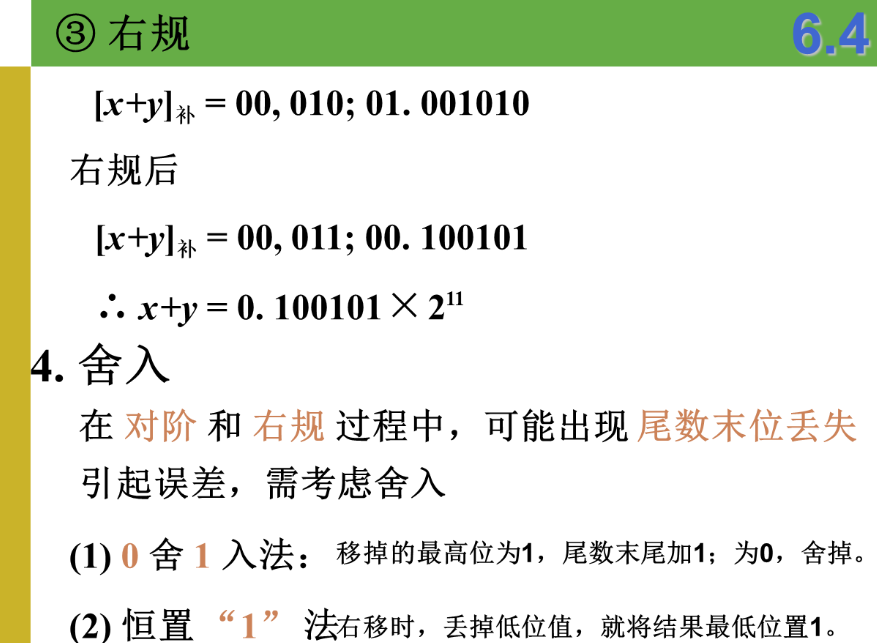 ③ 右规
6.4
[x+y]补 = 00, 010; 01. 001010
右规后
[x+y]补 = 00, 011; 00. 100101
∴ x+y = 0. 100101 × 2¹¹
4. 舍入
在 对阶 和 右规 过程中，可能出现 尾数末位丢失
引起误差，需考虑舍入
(1) 0 舍 1 入法： 移掉的最高位为1，尾数末尾加1；为0，舍掉。
(2) 恒置 “1” 法右移时，丢掉低位值，就将结果最低位置1。